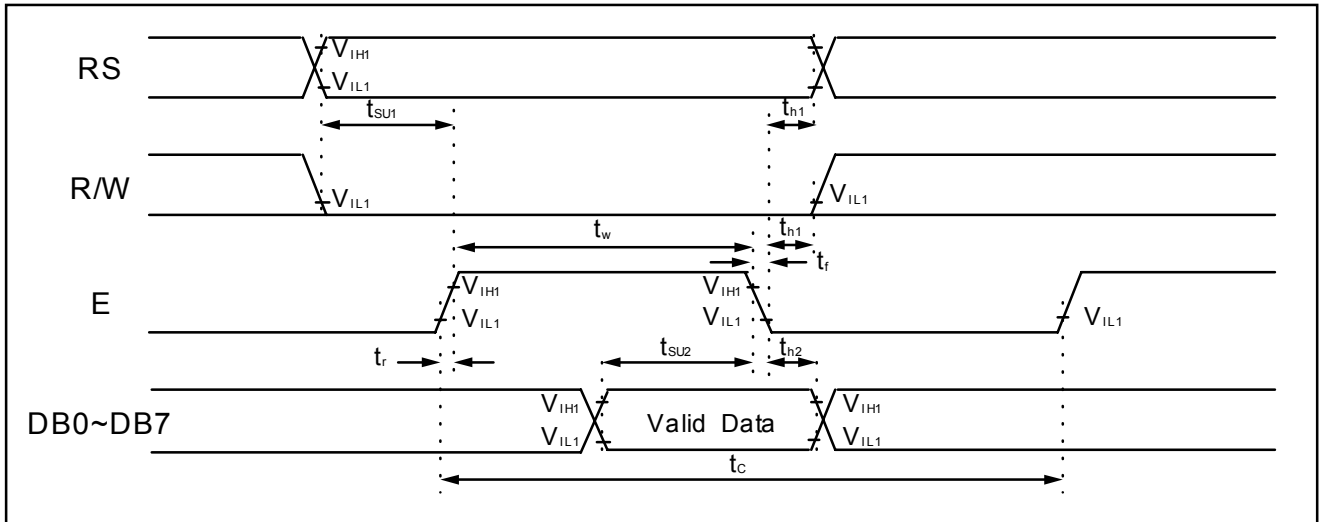 RS
VIH1
VIL1
tSU1
th1
R/W
VIL1
VIL1
tw
th1
tf
E
VIH1
VIH1
VIL1
VIL1
VIL1
tr
tSU2
th2
DB0~DB7
VIH1
Valid Data
VIH1
VIL1
VIL1
tC